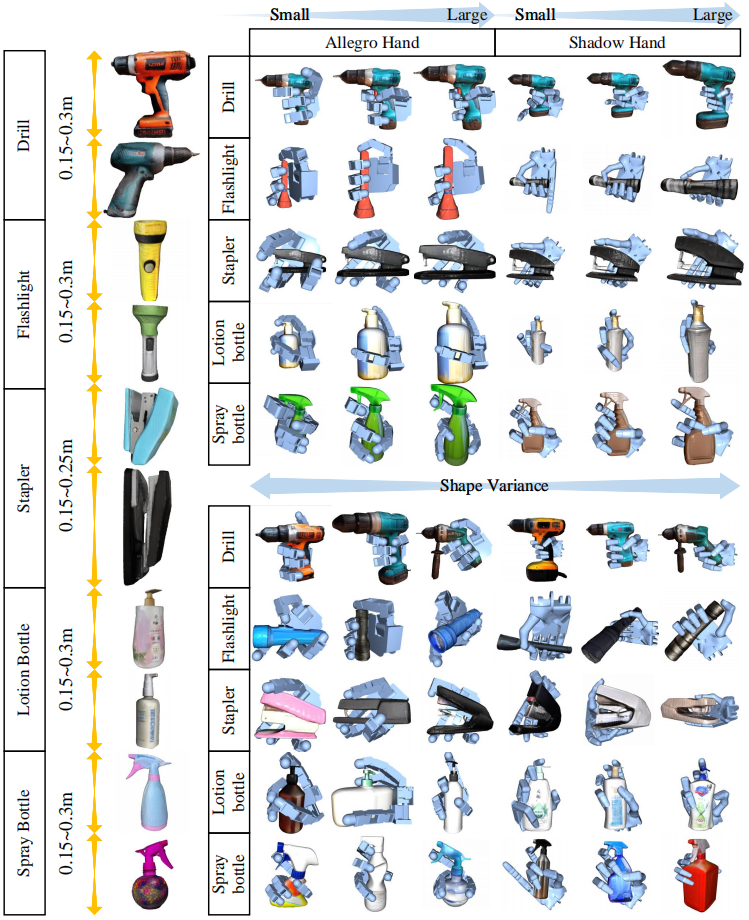 Small
Large
Small
Large
Allegro Hand
Shadow Hand
Drill
0.15~0.3m
Flashlight
0.15~0.3m
Stapler
0.15~0.25m
Lotion Bottle
0.15~0.3m
Spray Bottle
0.15~0.3m
Drill
Flashlight
Stapler
Lotion
bottle
Spray
bottle
Shape Variance
Drill
Flashlight
Stapler
Lotion
bottle
Spray
bottle